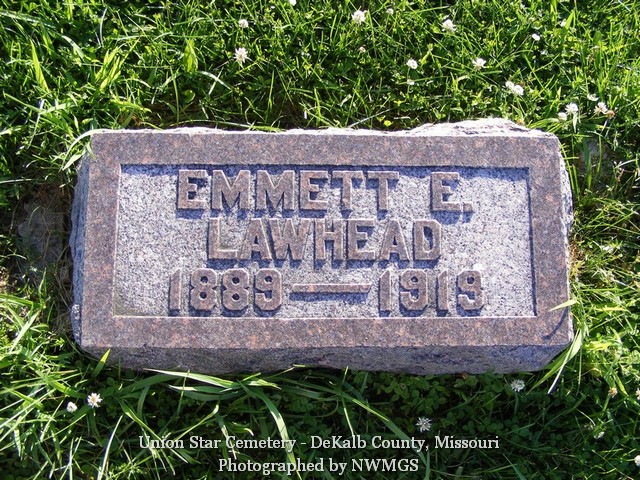 EMMETT E.
LAWHEAD
1889—1919
Union Star Cemetery - DeKalb County, Missouri
Photographed by NWMGS